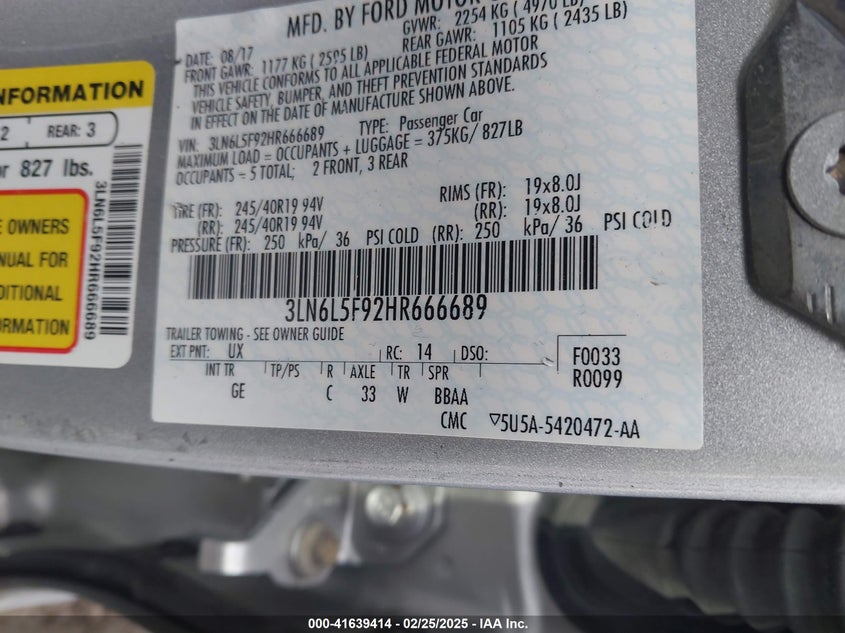 MFD. BY FORD MOTOR
DATE: 08/17 GVWR: 2254 KG ( 4970 LB)
FRONT GAWR: 1177 KG ( 2595 LB) REAR GAWR: 1105 KG ( 2435 LB)
THIS VEHICLE CONFORMS TO ALL APPLICABLE FEDERAL MOTOR
VEHICLE SAFETY, BUMPER, AND THEFT PREVENTION STANDARDS
IN EFFECT ON THE DATE OF MANUFACTURE SHOWN ABOVE.
VIN: 3LN6L5F92HR666689 TYPE: Passenger Car
MAXIMUM LOAD = OCCUPANTS + LUGGAGE = 375KG/ 827LB
OCCUPANTS = 5 TOTAL; 2 FRONT, 3 REAR
TIRE (FR): 245/40R19 94V RIMS (FR): 19x8.0J
(RR): 245/40R19 94V (RR): 19x8.0J
PRESSURE (FR): 250 kPa/ 36 PSI COLD (RR): 250 kPa/ 36 PSI COLD
3LN6L5F92HR666689
TRAILER TOWING - SEE OWNER GUIDE
EXT PNT: UX RC: 14 DSO: F0033
INT TR TP/PS R AXLE TR SPR R0099
GE C 33 W BBAA
CMC ▽5U5A-5420472-AA
INFORMATION
2 REAR: 3
or 827 lbs.
E OWNERS
ANUAL FOR
DITIONAL
ORMATION
3LN6L5F92HR666689
000-41639414 - 02/25/2025 - IAA Inc.